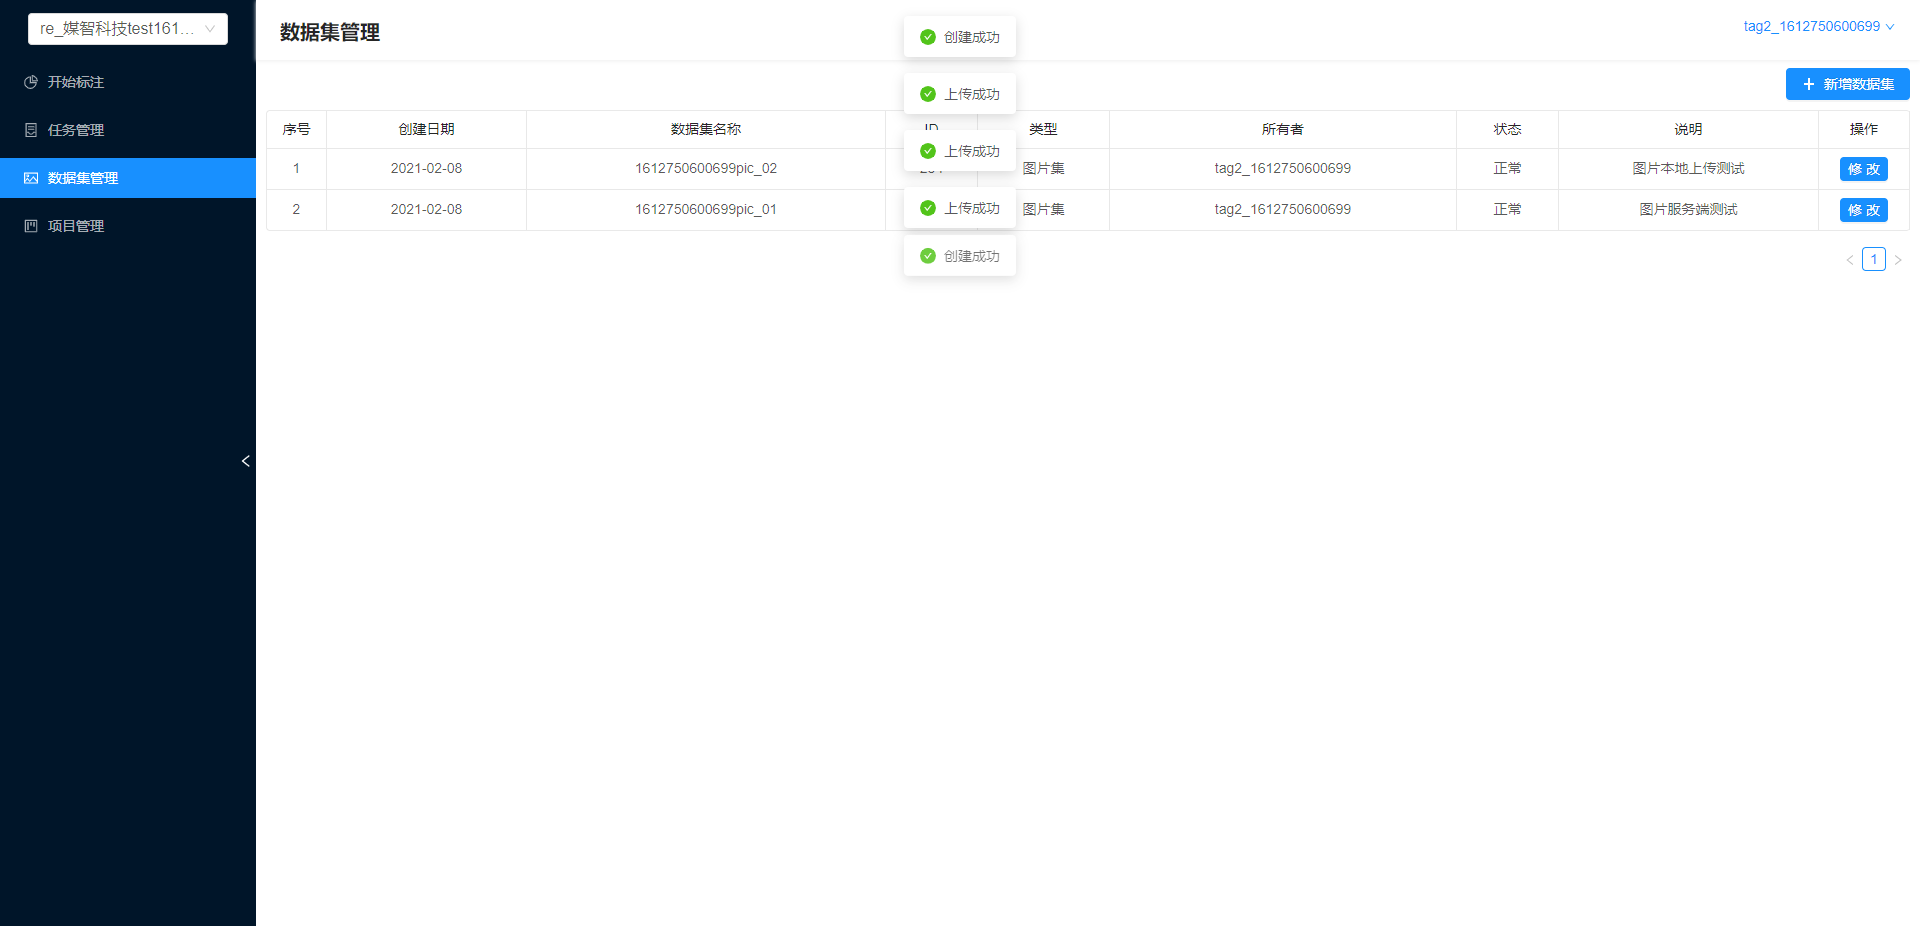 re_媒智科技test161...
开始标注
任务管理
数据集管理
项目管理
数据集管理
tag2_1612750600699
创建成功
上传成功
上传成功
上传成功
创建成功
新增数据集
序号 创建日期 数据集名称 ID 类型 所有者 状态 说明 操作
1 2021-02-08 1612750600699pic_02 图片集 tag2_1612750600699 正常 图片本地上传测试 修改
2 2021-02-08 1612750600699pic_01 图片集 tag2_1612750600699 正常 图片服务端测试 修改
1